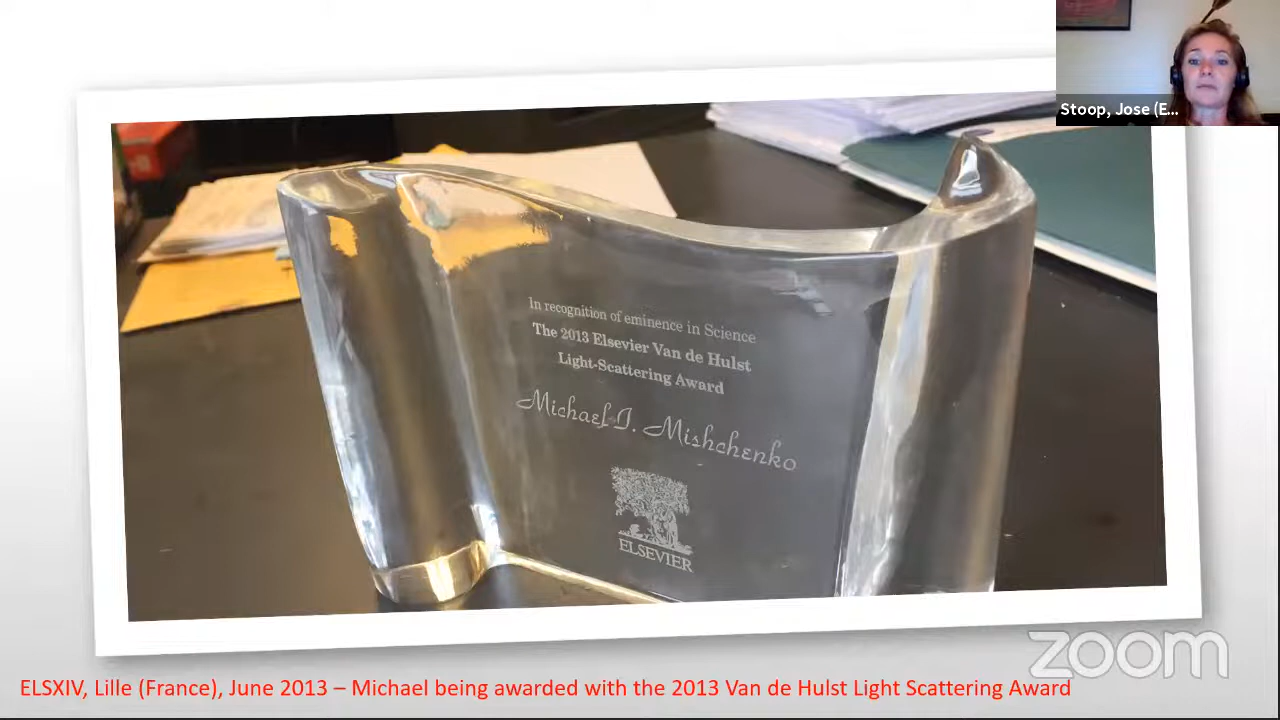 Stoop, Jose (E...
In recognition of eminence in Science
The 2013 Elsevier Van de Hulst
Light-Scattering Award
Michael I. Mishchenko
ELSEVIER
zoom
ELSXIV, Lille (France), June 2013 – Michael being awarded with the 2013 Van de Hulst Light Scattering Award